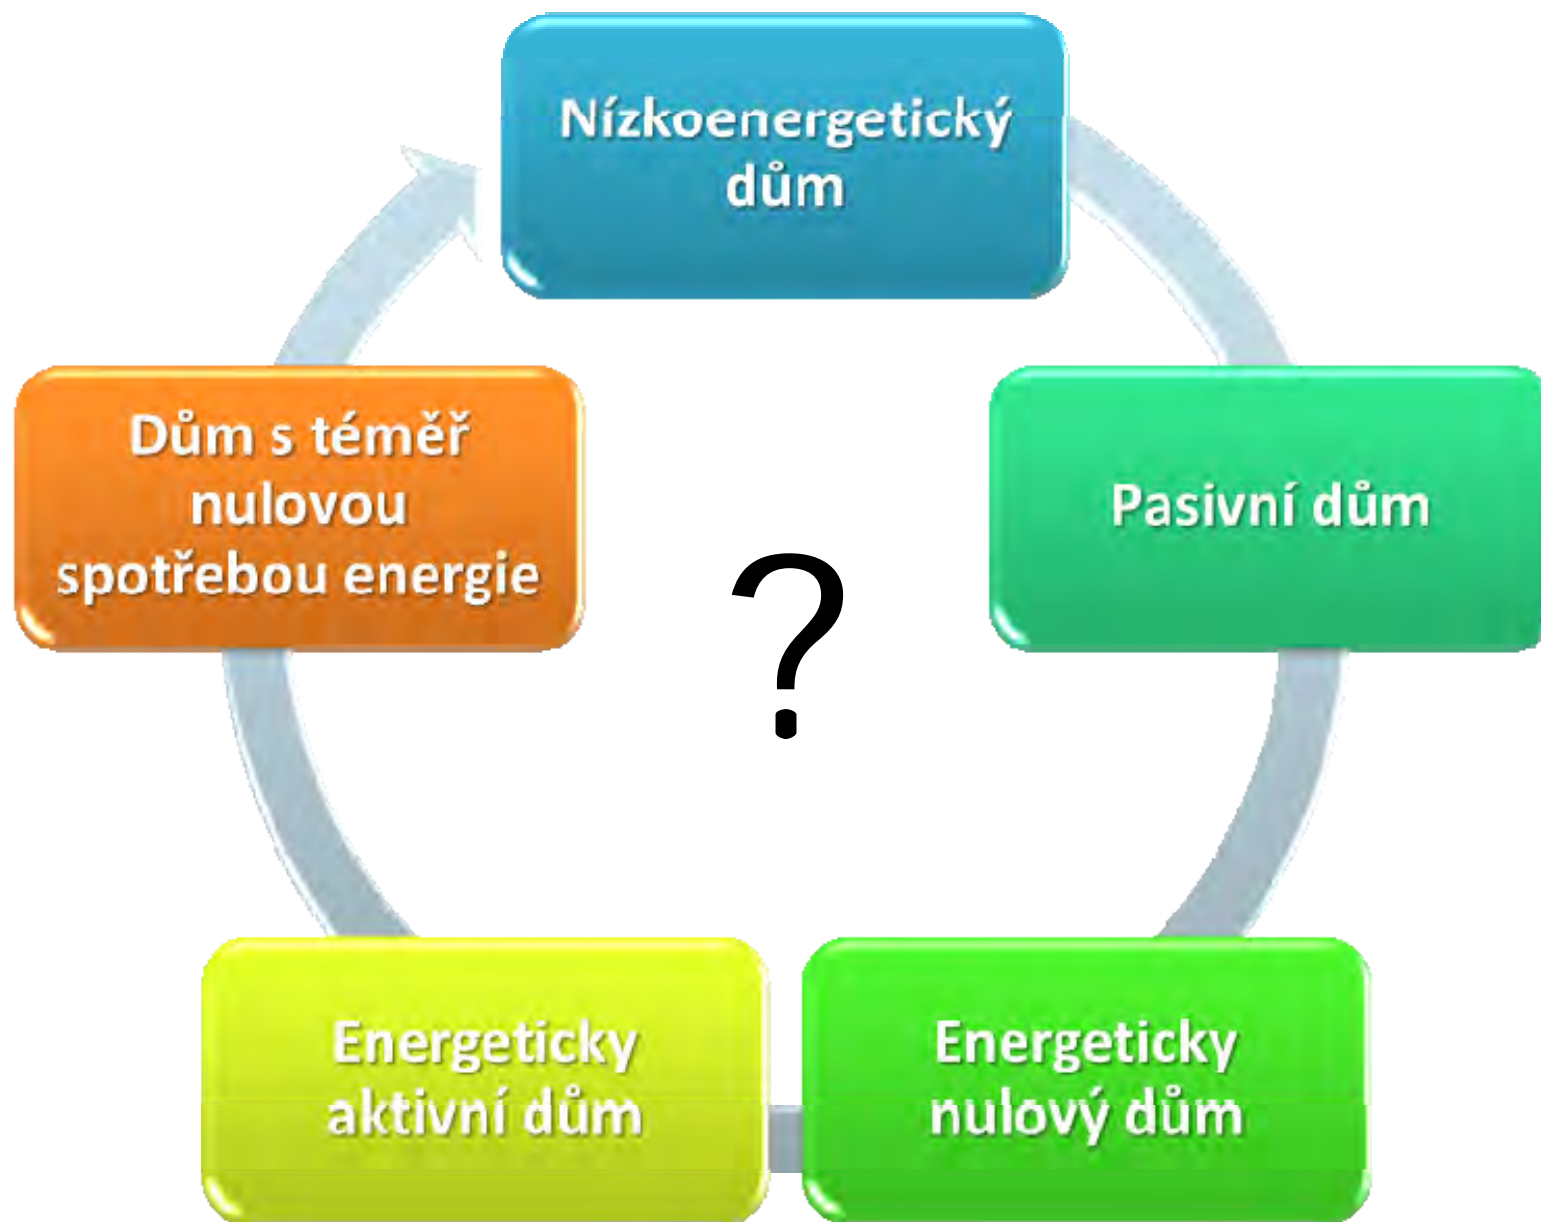 Nízkoenergetický
dům
Pasivní dům
Energeticky
nulový dům
Energeticky
aktivní dům
Dům s téměř
nulovou
spotřebou energie
?